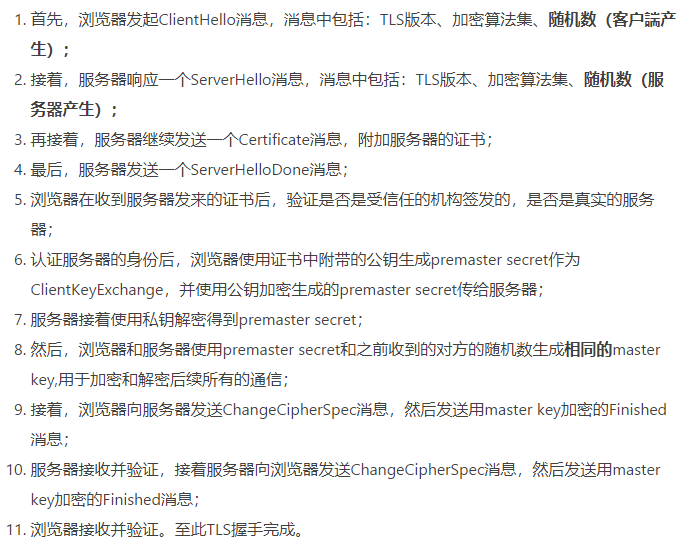 1. 首先，浏览器发起ClientHello消息，消息中包括：TLS版本、加密算法集、随机数（客户端产
生）；
2. 接着，服务器响应一个ServerHello消息，消息中包括：TLS版本、加密算法集、随机数（服
务器产生）；
3. 再接着，服务器继续发送一个Certificate消息，附加服务器的证书；
4. 最后，服务器发送一个ServerHelloDone消息；
5. 浏览器在收到服务器发来的证书后，验证是否是受信任的机构签发的，是否是真实的服务
器；
6. 认证服务器的身份后，浏览器使用证书中附带的公钥生成premaster secret作为
ClientKeyExchange，并使用公钥加密生成的premaster secret传给服务器；
7. 服务器接着使用私钥解密得到premaster secret；
8. 然后，浏览器和服务器使用premaster secret和之前收到的对方的随机数生成相同的master
key,用于加密和解密后续所有的通信；
9. 接着，浏览器向服务器发送ChangeCipherSpec消息，然后发送用master key加密的Finished
消息；
10. 服务器接收并验证，接着服务器向浏览器发送ChangeCipherSpec消息，然后发送用master
key加密的Finished消息；
11. 浏览器接收并验证。至此TLS握手完成。